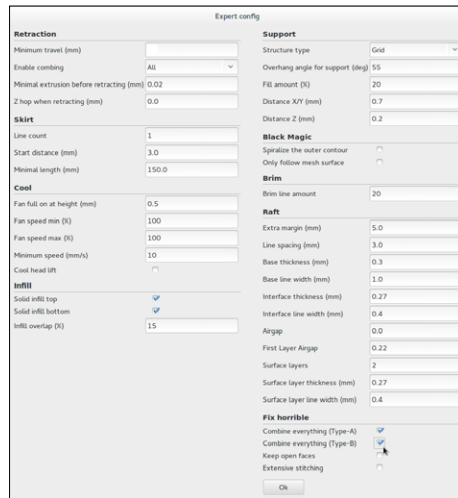 Expert config
Retraction
Minimum travel (mm)
Enable combing All
Minimal extrusion before retracting (mm) 0.02
Z hop when retracting (mm) 0.0
Skirt
Line count 1
Start distance (mm) 3.0
Minimal length (mm) 150.0
Cool
Fan full on at height (mm) 0.5
Fan speed min (%) 100
Fan speed max (%) 100
Minimum speed (mm/s) 10
Cool head lift
Infill
Solid infill top
Solid infill bottom
Infill overlap (%) 15
Support
Structure type Grid
Overhang angle for support (deg) 55
Fill amount (%) 20
Distance X/Y (mm) 0.7
Distance Z (mm) 0.2
Black Magic
Spiralize the outer contour
Only follow mesh surface
Brim
Brim line amount 20
Raft
Extra margin (mm) 5.0
Line spacing (mm) 3.0
Base thickness (mm) 0.3
Base line width (mm) 1.0
Interface thickness (mm) 0.27
Interface line width (mm) 0.4
Airgap 0.0
First Layer Airgap 0.22
Surface layers 2
Surface layer thickness (mm) 0.27
Surface layer line width (mm) 0.4
Fix horrible
Combine everything (Type-A)
Combine everything (Type-B)
Keep open faces
Extensive stitching
Ok